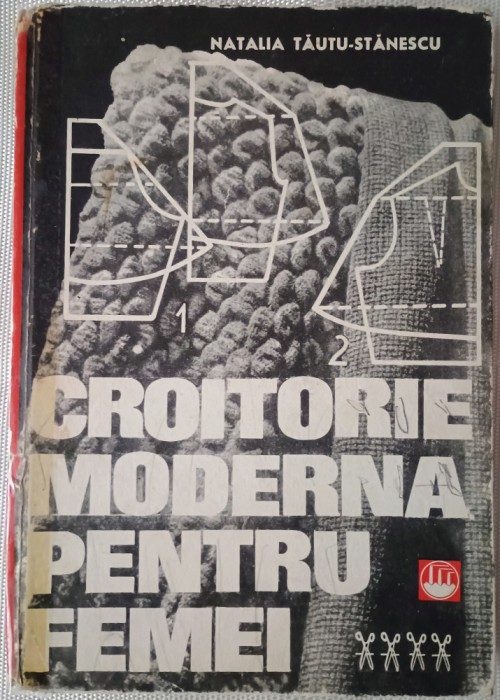 NATALIA TĂUTU-STĂNESCU
1
2
CROITORIE
MODERNA
PENTRU
FEMEI